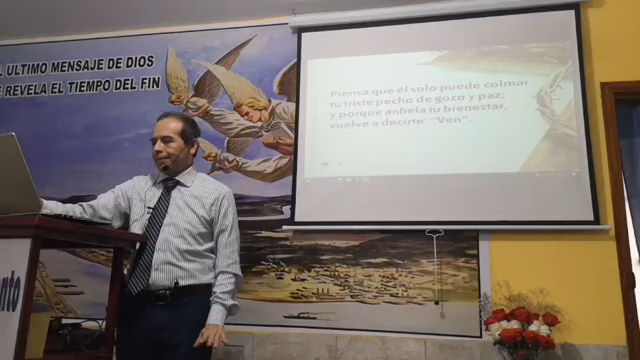 L ULTIMO MENSAJE DE DIOS
E REVELA EL TIEMPO DEL FIN
Piensa que él solo puede colmar
tu triste pecho de gozo y paz;
y porque anhela tu bienestar,
vuelve a decirte: "Ven".
nto